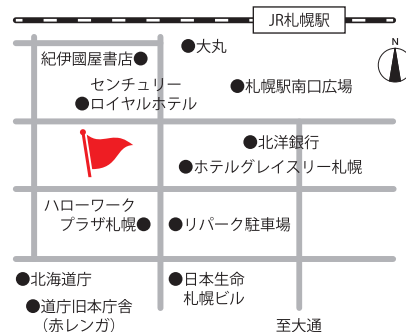 JR札幌駅
N
大丸
紀伊國屋書店
センチュリー
ロイヤルホテル
札幌駅南口広場
北洋銀行
ホテルグレイスリー札幌
ハローワーク
プラザ札幌
リパーク駐車場
北海道庁
日本生命
札幌ビル
道庁旧本庁舎
(赤レンガ)
至大通